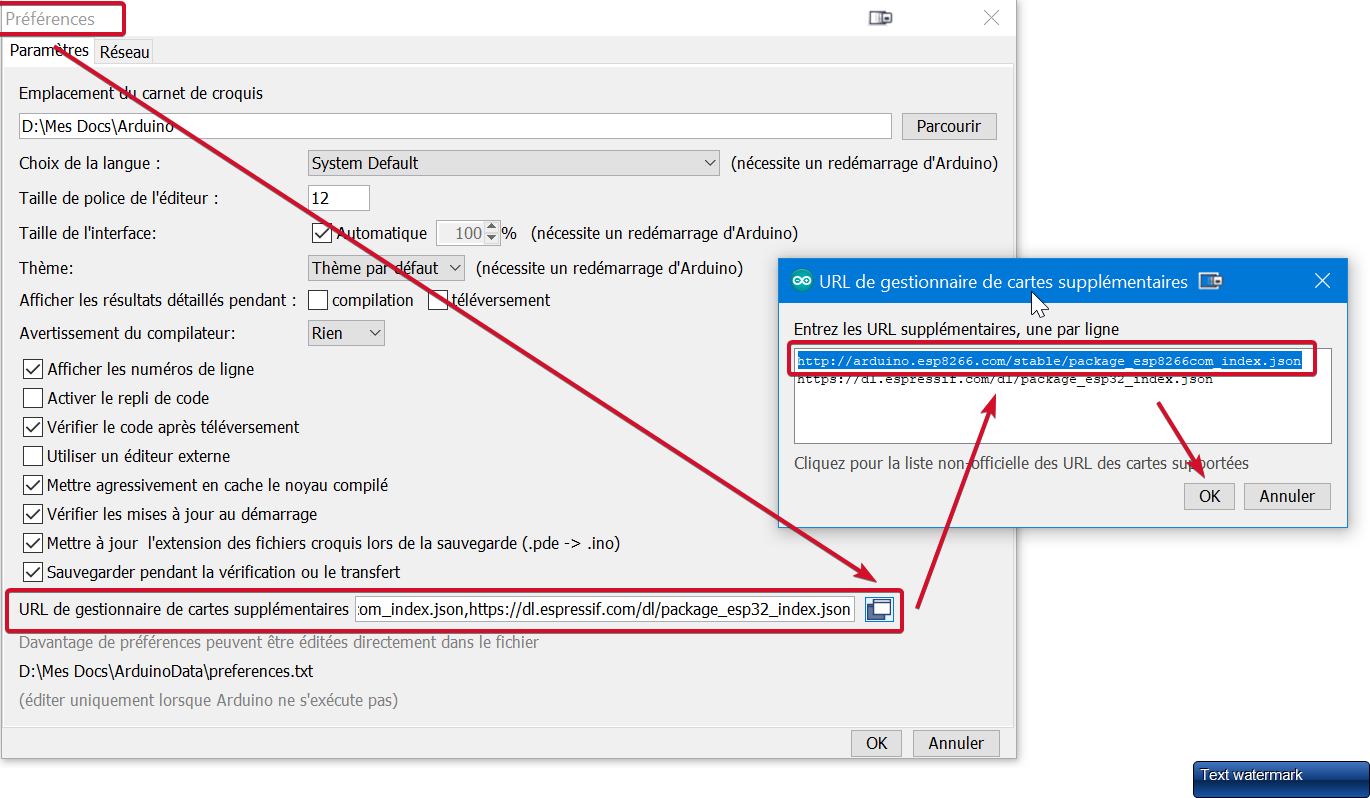 Préférences
Paramètres Réseau
Emplacement du carnet de croquis
D:\Mes Docs\Arduino Parcourir
Choix de la langue : System Default (nécessite un redémarrage d'Arduino)
Taille de police de l'éditeur : 12
Taille de l'interface: Automatique 100 % (nécessite un redémarrage d'Arduino)
Thème: Thème par défaut (nécessite un redémarrage d'Arduino)
Afficher les résultats détaillés pendant : compilation téléversement
Avertissement du compilateur: Rien
Afficher les numéros de ligne
Activer le repli de code
Vérifier le code après téléversement
Utiliser un éditeur externe
Mettre agressivement en cache le noyau compilé
Vérifier les mises à jour au démarrage
Mettre à jour l'extension des fichiers croquis lors de la sauvegarde (.pde -> .ino)
Sauvegarder pendant la vérification ou le transfert
URL de gestionnaire de cartes supplémentaires com_index.json,https://dl.espressif.com/dl/package_esp32_index.json
Davantage de préférences peuvent être éditées directement dans le fichier
D:\Mes Docs\ArduinoData\preferences.txt
(éditer uniquement lorsque Arduino ne s'exécute pas)
OK Annuler
URL de gestionnaire de cartes supplémentaires
Entrez les URL supplémentaires, une par ligne
http://arduino.esp8266.com/stable/package_esp8266com_index.json
https://dl.espressif.com/dl/package_esp32_index.json
Cliquez pour la liste non-officielle des URL des cartes supportées
OK Annuler
Text watermark